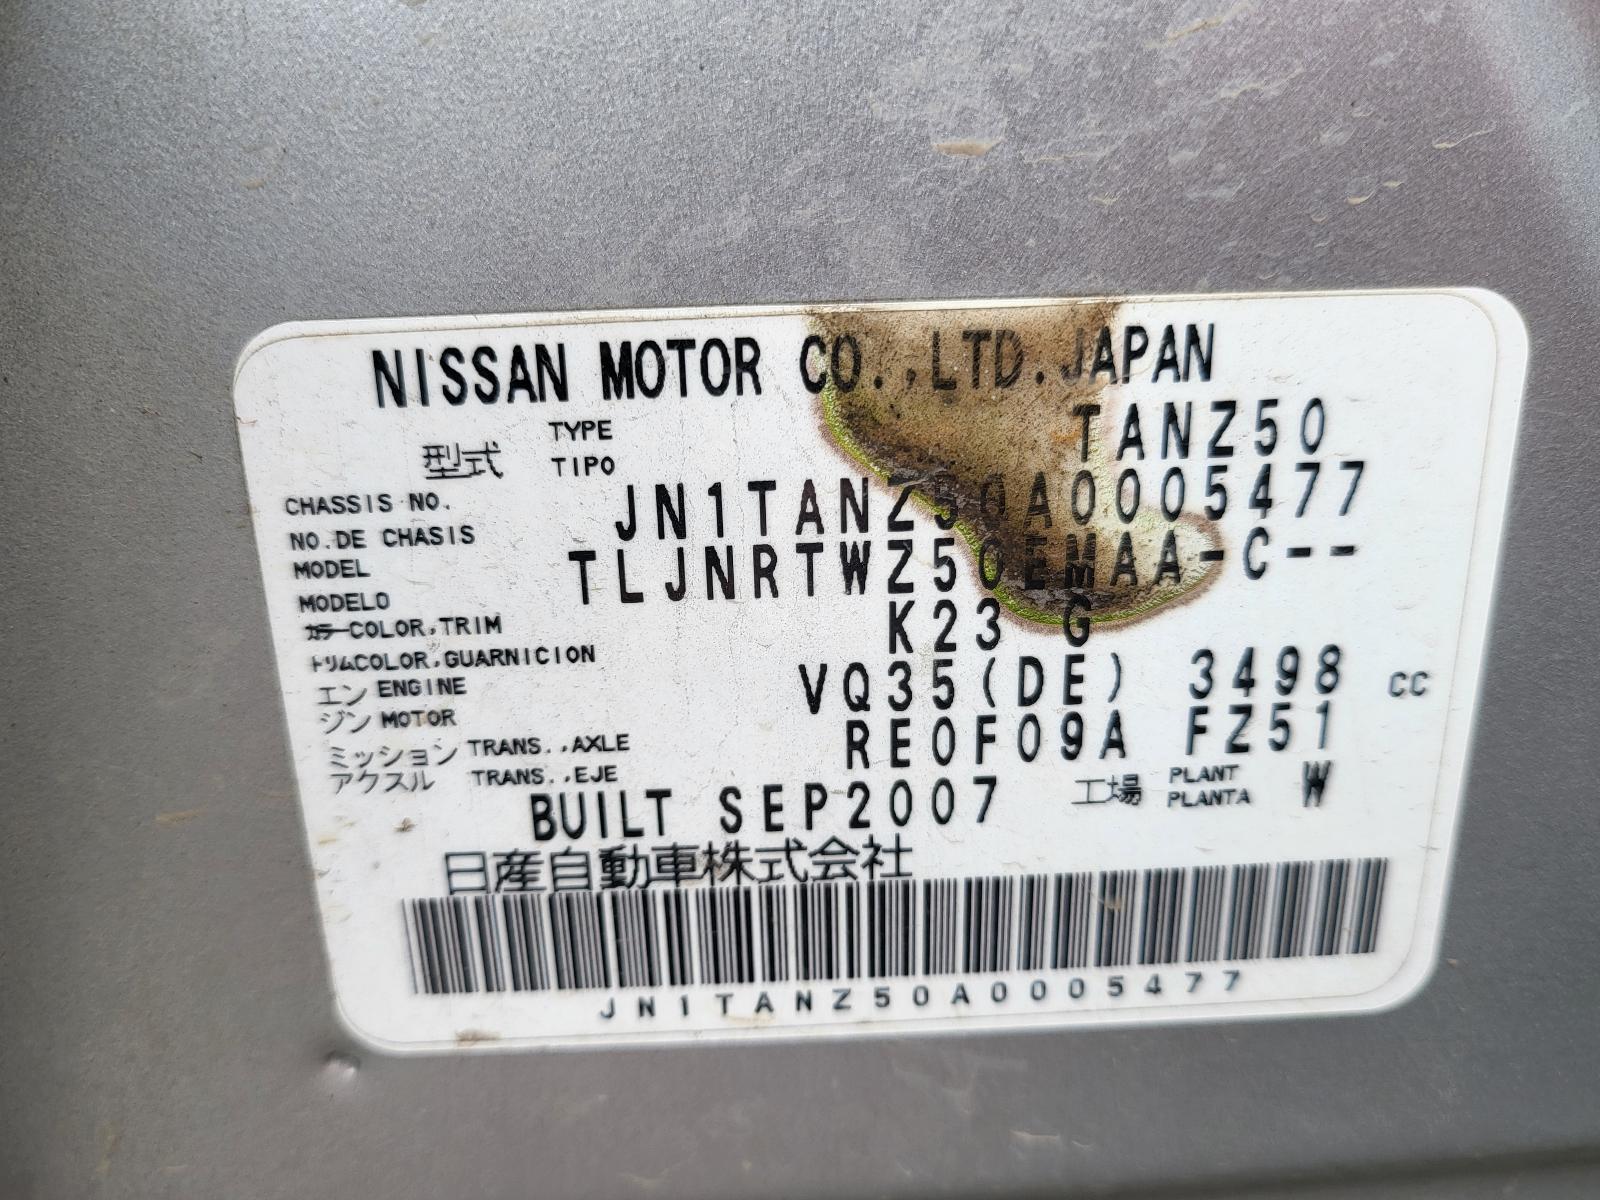 NISSAN MOTOR CO.,LTD.JAPAN
型式 TYPE TIPO TANZ50
CHASSIS NO. NO.DE CHASIS JN1TANZ50A0005477
MODEL MODELO TLJNRTWZ50EMAA-C--
カラー COLOR,TRIM トリム COLOR,GUARNICION K23 G
エンジン ENGINE MOTOR VQ35(DE) 3498 CC
ミッション TRANS.,AXLE アクスル TRANS.,EJE RE0F09A FZ51
BUILT SEP2007 工場 PLANT PLANTA W
日産自動車株式会社
JN1TANZ50A0005477